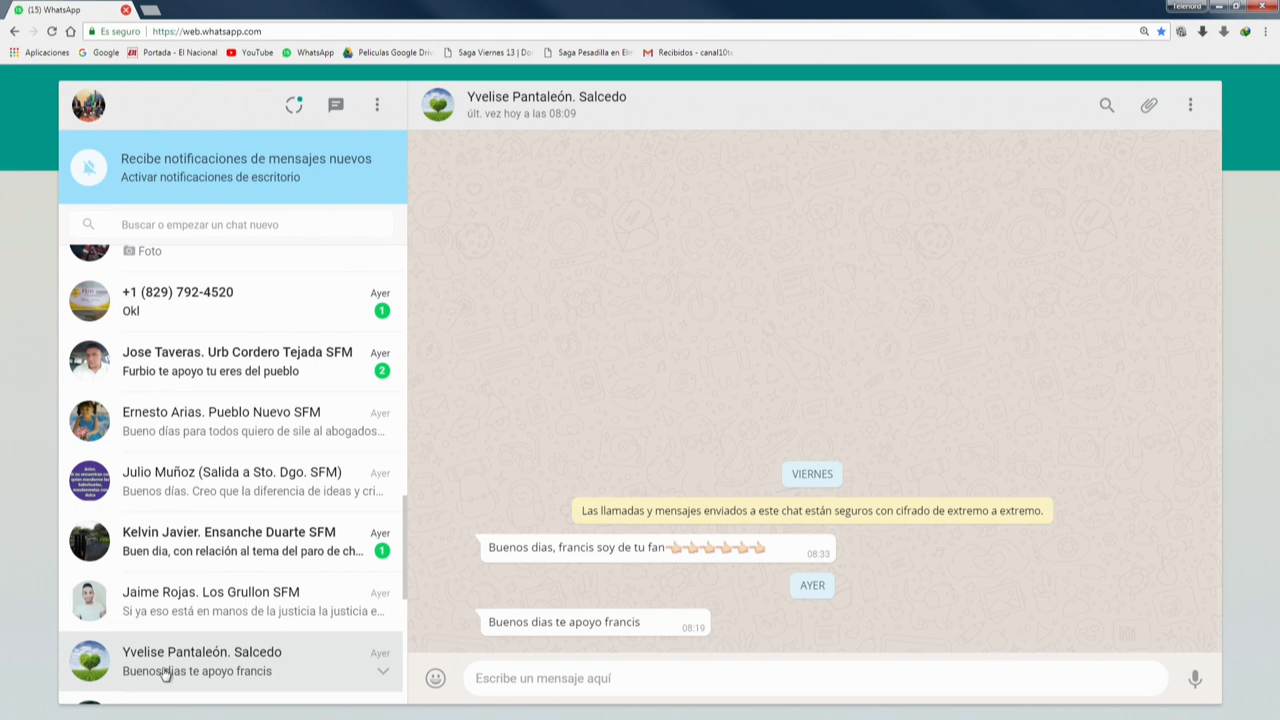 (15) WhatsApp
Telenord
Es seguro
https://web.whatsapp.com
Aplicaciones
Google
Portada - El Nacional
YouTube
WhatsApp
Peliculas Google Driv
Saga Viernes 13 | Do
Saga Pesadilla en Elm
Recibidos - canal10te
Yvelise Pantaleón. Salcedo
últ. vez hoy a las 08:09
Recibe notificaciones de mensajes nuevos
Activar notificaciones de escritorio
Buscar o empezar un chat nuevo
Foto
+1 (829) 792-4520
Ayer
Okl
1
Jose Taveras. Urb Cordero Tejada SFM
Ayer
Furbio te apoyo tu eres del pueblo
2
Ernesto Arias. Pueblo Nuevo SFM
Ayer
Bueno días para todos quiero de sile al abogados...
Julio Muñoz (Salida a Sto. Dgo. SFM)
Ayer
Buenos días. Creo que la diferencia de ideas y cri...
Kelvin Javier. Ensanche Duarte SFM
Ayer
Buen dia, con relación al tema del paro de ch...
1
Jaime Rojas. Los Grullon SFM
Ayer
Si ya eso está en manos de la justicia la justicia e...
Yvelise Pantaleón. Salcedo
Ayer
Buenos dias te apoyo francis
VIERNES
Las llamadas y mensajes enviados a este chat están seguros con cifrado de extremo a extremo.
Buenos dias, francis soy de tu fan👈🏻👈🏻👈🏻👈🏻👈🏻👈🏻
08:33
AYER
Buenos dias te apoyo francis
08:19
Escribe un mensaje aquí